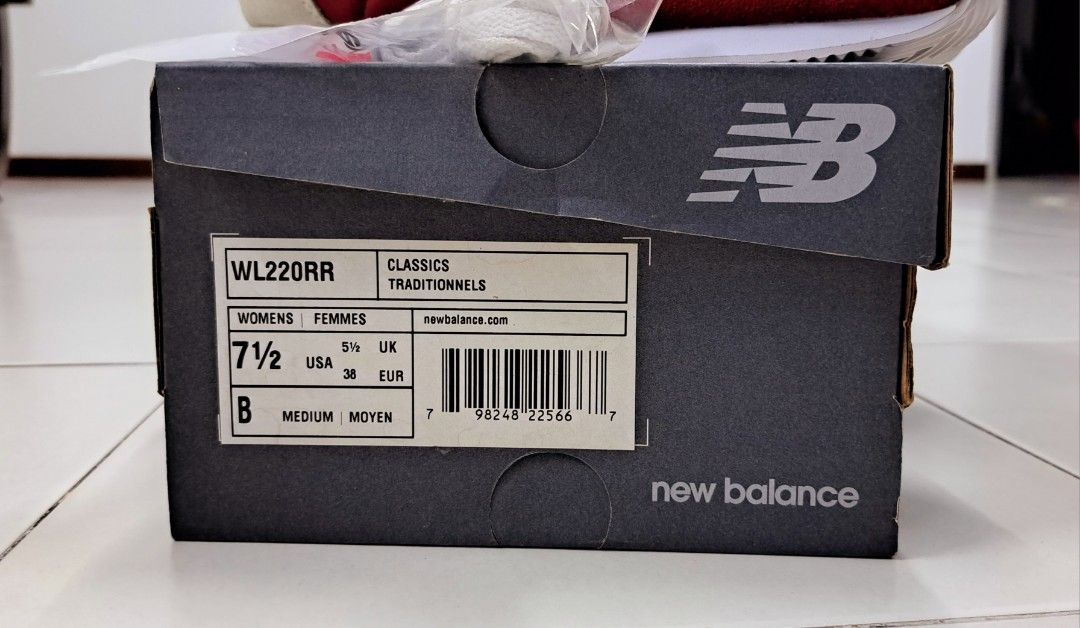 NB
WL220RR
CLASSICS
TRADITIONNELS
WOMENS | FEMMES
newbalance.com
7½ USA 5½ UK
38 EUR
B MEDIUM | MOYEN
7 98248 22566 7
new balance